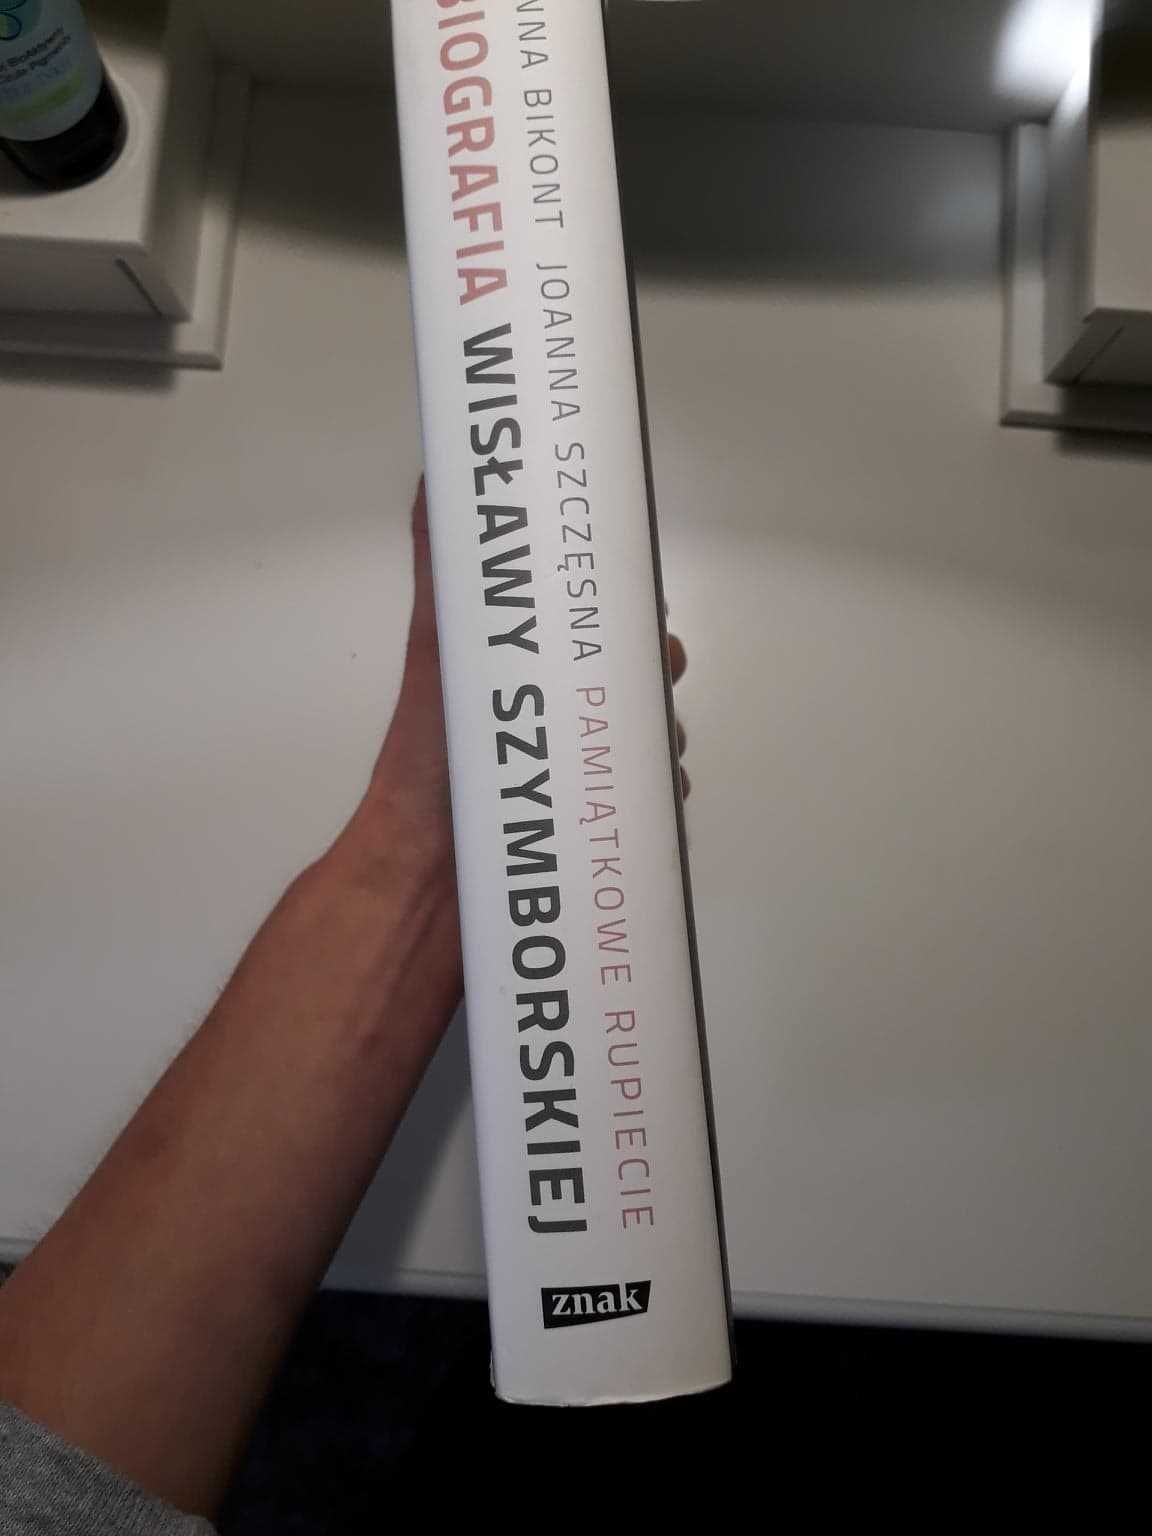 BIOGRAFIA WISŁAWY SZYMBORSKIEJ
NNA BIKONT JOANNA SZCZĘSNA PAMIĄTKOWE RUPIECIE
znak